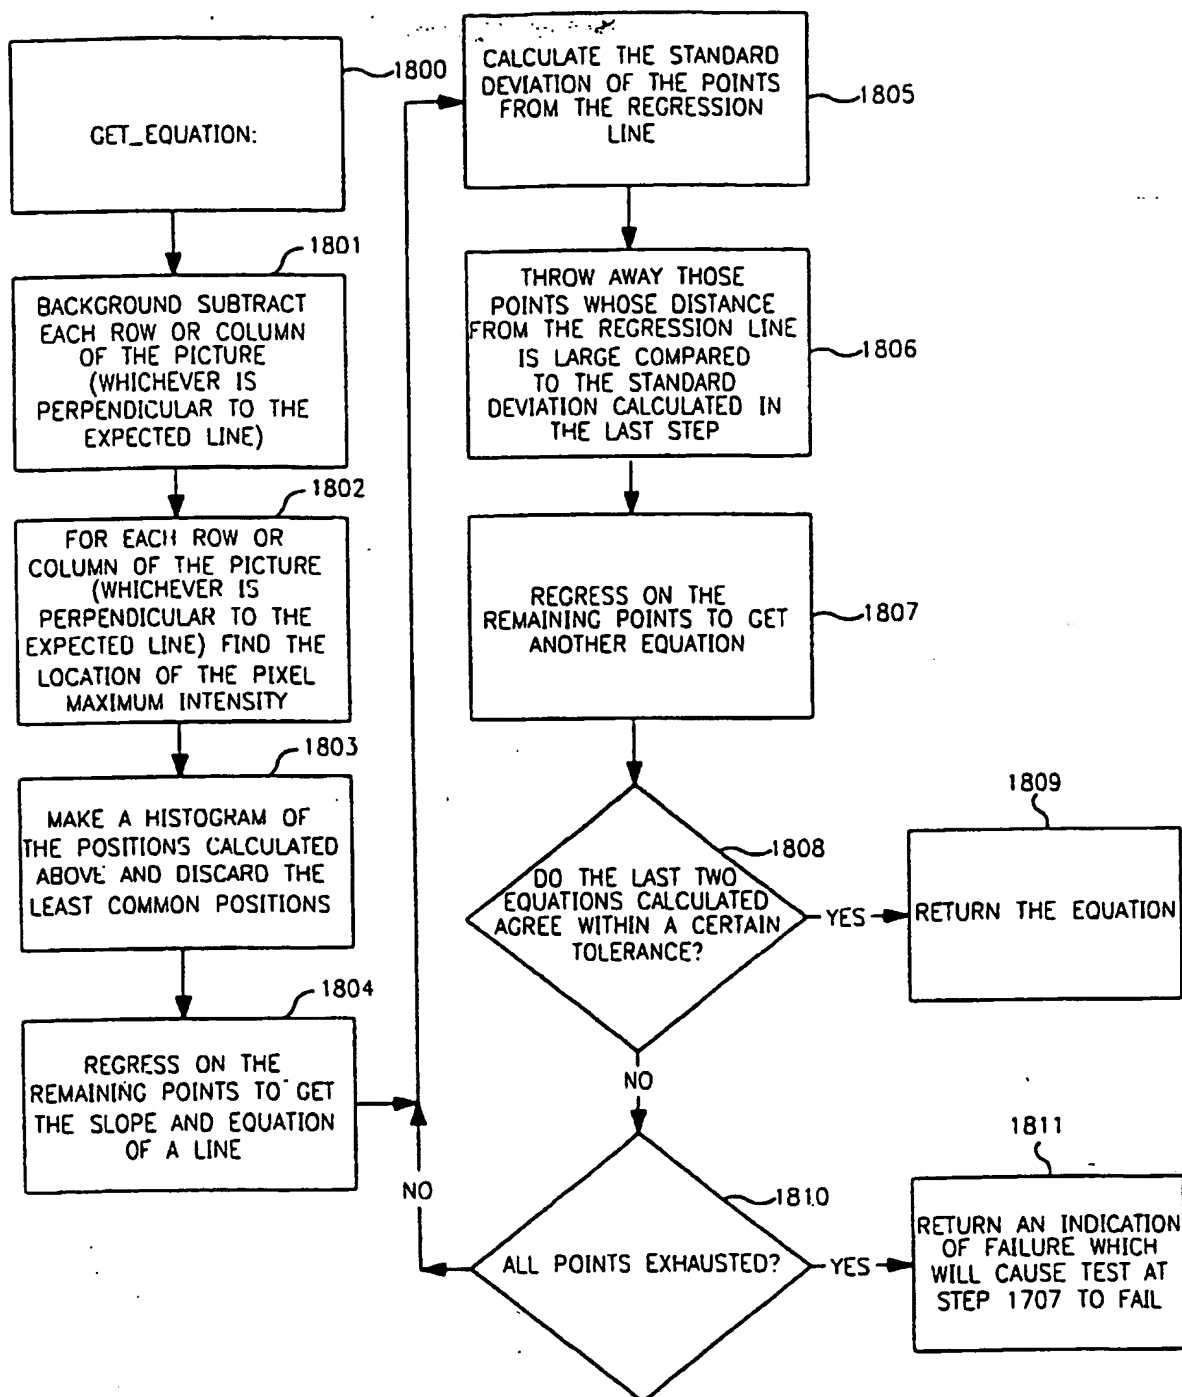 1800
GET_EQUATION:
1801
BACKGROUND SUBTRACT
EACH ROW OR COLUMN
OF THE PICTURE
(WHICHEVER IS
PERPENDICULAR TO THE
EXPECTED LINE)
1802
FOR EACH ROW OR
COLUMN OF THE PICTURE
(WHICHEVER IS
PERPENDICULAR TO THE
EXPECTED LINE) FIND THE
LOCATION OF THE PIXEL
MAXIMUM INTENSITY
1803
MAKE A HISTOGRAM OF
THE POSITIONS CALCULATED
ABOVE AND DISCARD THE
LEAST COMMON POSITIONS
1804
REGRESS ON THE
REMAINING POINTS TO GET
THE SLOPE AND EQUATION
OF A LINE
CALCULATE THE STANDARD
DEVIATION OF THE POINTS
FROM THE REGRESSION
LINE
1805
THROW AWAY THOSE
POINTS WHOSE DISTANCE
FROM THE REGRESSION LINE
IS LARGE COMPARED
TO THE STANDARD
DEVIATION CALCULATED IN
THE LAST STEP
1806
REGRESS ON THE
REMAINING POINTS TO GET
ANOTHER EQUATION
1807
1808
DO THE LAST TWO
EQUATIONS CALCULATED
AGREE WITHIN A CERTAIN
TOLERANCE?
YES
1809
RETURN THE EQUATION
NO
1810
ALL POINTS EXHAUSTED?
NO
YES
1811
RETURN AN INDICATION
OF FAILURE WHICH
WILL CAUSE TEST AT
STEP 1707 TO FAIL